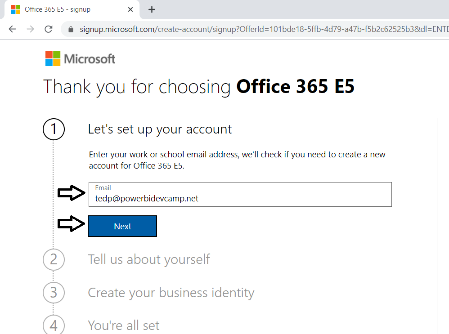 Office 365 E5 - signup
signup.microsoft.com/create-account/signup?OfferId=101bde18-5ffb-4d79-a47b-f5b2c62525b3&dl=ENTE
Microsoft
Thank you for choosing Office 365 E5
1 Let's set up your account
Enter your work or school email address, we'll check if you need to create a new
account for Office 365 E5.
Email
tedp@powerbidevcamp.net
Next
2 Tell us about yourself
3 Create your business identity
4 You're all set